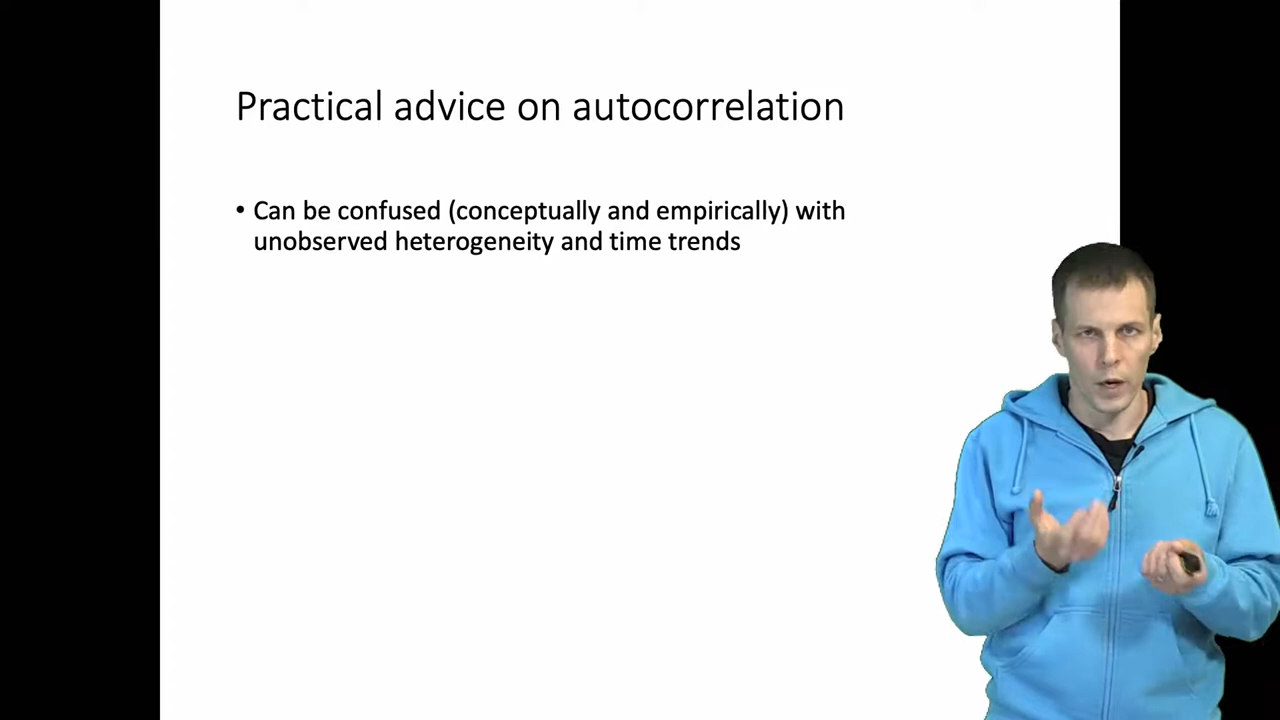 Practical advice on autocorrelation
• Can be confused (conceptually and empirically) with
unobserved heterogeneity and time trends